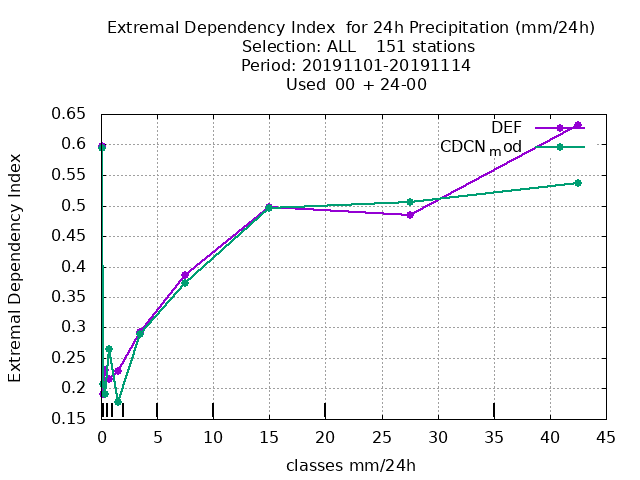 Extremal Dependency Index for 24h Precipitation (mm/24h)
Selection: ALL 151 stations
Period: 20191101-20191114
Used 00 + 24-00
Extremal Dependency Index
0.65
0.6
0.55
0.5
0.45
0.4
0.35
0.3
0.25
0.2
0.15
DEF
CDCN_mod
0 5 10 15 20 25 30 35 40 45
classes mm/24h